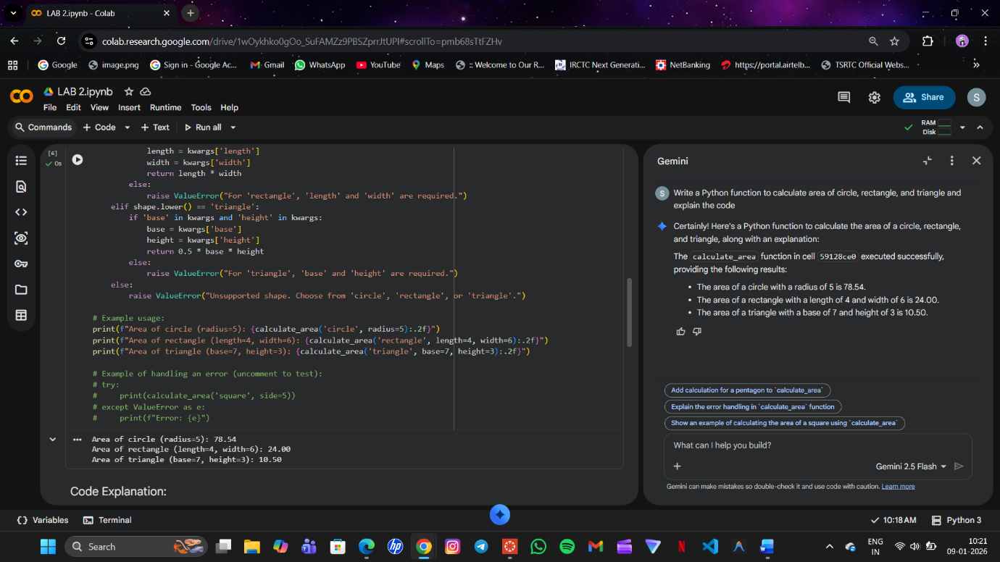 LAB 2.ipynb - Colab
colab.research.google.com/drive/1wOykhko0gOo_SuFAMZz9PBSZprrJtUPl#scrollTo=pmb68sTtFZHv
Google image.png Sign in - Google Ac... Gmail WhatsApp YouTube Maps :: Welcome to Our R... IRCTC Next Generati... NetBanking https://portal.airtelb... TSRTC Official Webs...
LAB 2.ipynb
File Edit View Insert Runtime Tools Help
Share
S
Commands + Code + Text Run all
RAM
Disk
[6]
0s
length = kwargs['length']
width = kwargs['width']
return length * width
else:
raise ValueError("For 'rectangle', 'length' and 'width' are required.")
elif shape.lower() == 'triangle':
if 'base' in kwargs and 'height' in kwargs:
base = kwargs['base']
height = kwargs['height']
return 0.5 * base * height
else:
raise ValueError("For 'triangle', 'base' and 'height' are required.")
else:
raise ValueError("Unsupported shape. Choose from 'circle', 'rectangle', or 'triangle'.")
# Example usage:
print(f"Area of circle (radius=5): {calculate_area('circle', radius=5):.2f}")
print(f"Area of rectangle (length=4, width=6): {calculate_area('rectangle', length=4, width=6):.2f}")
print(f"Area of triangle (base=7, height=3): {calculate_area('triangle', base=7, height=3):.2f}")
# Example of handling an error (uncomment to test):
# try:
#     print(calculate_area('square', side=5))
# except ValueError as e:
#     print(f"Error: {e}")
Area of circle (radius=5): 78.54
Area of rectangle (length=4, width=6): 24.00
Area of triangle (base=7, height=3): 10.50
Code Explanation:
Gemini
S
Write a Python function to calculate area of circle, rectangle, and triangle and
explain the code
Certainly! Here's a Python function to calculate the area of a circle, rectangle,
and triangle, along with an explanation:
The calculate_area function in cell 59128ce0 executed successfully,
providing the following results:
• The area of a circle with a radius of 5 is 78.54.
• The area of a rectangle with a length of 4 and width of 6 is 24.00.
• The area of a triangle with a base of 7 and height of 3 is 10.50.
Add calculation for a pentagon to `calculate_area`
Explain the error handling in `calculate_area` function
Show an example of calculating the area of a square using `calculate_area`
What can I help you build?
Gemini 2.5 Flash
Gemini can make mistakes so double-check it and use code with caution. Learn more
Variables Terminal
10:18 AM Python 3
Search
ENG
IN
10:21
09-01-2026